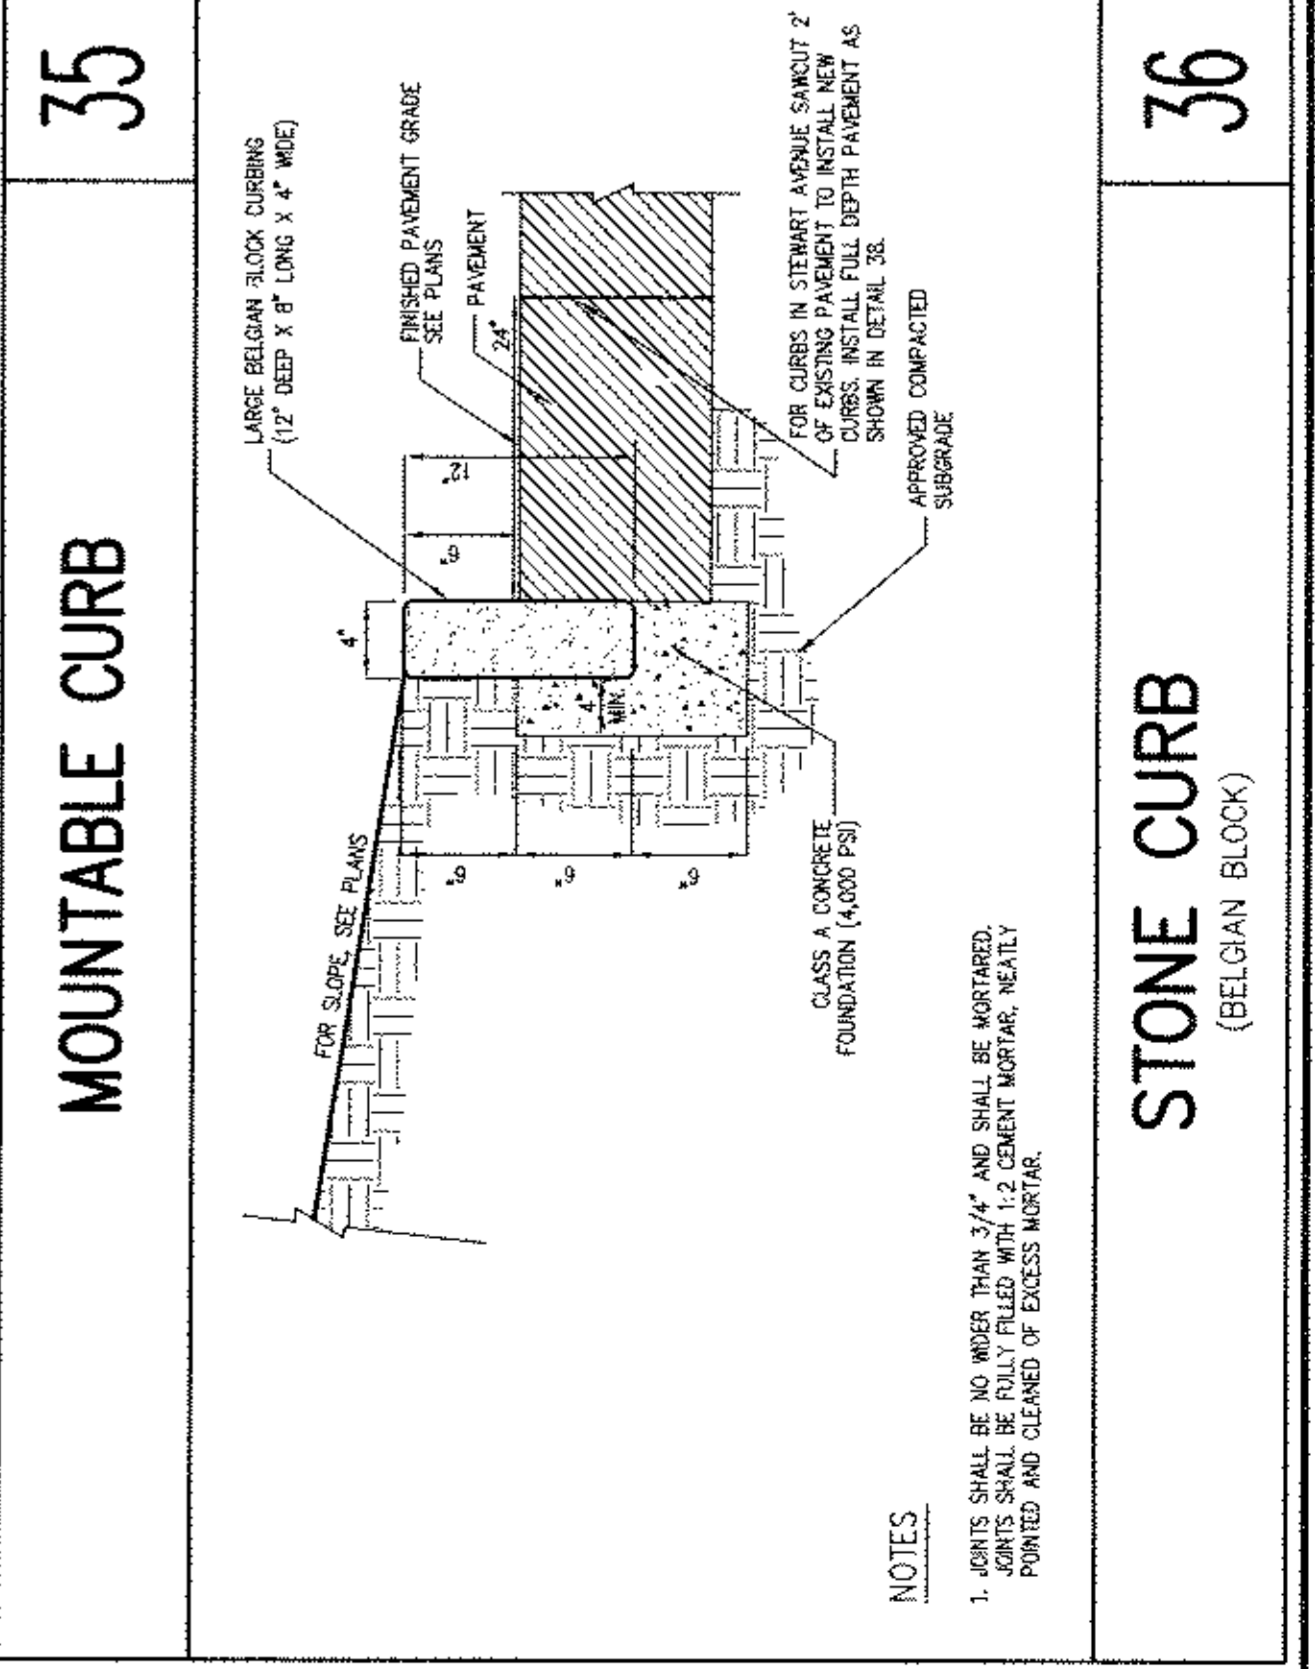 MOUNTABLE CURB
35
LARGE BELGIAN BLOCK CURBING
(12" DEEP X 8" LONG X 4" WIDE)
FINISHED PAVEMENT GRADE
SEE PLANS
PAVEMENT
24"
4"
6"
12"
FOR SLOPE, SEE PLANS
4"
MIN.
6"
6"
6"
FOR CURBS IN STEWART AVENUE SAWCUT 2'
OF EXISTING PAVEMENT TO INSTALL NEW
CURBS. INSTALL FULL DEPTH PAVEMENT AS
SHOWN IN DETAIL 38.
APPROVED COMPACTED
SUBGRADE
CLASS A CONCRETE
FOUNDATION (4,000 PSI)
NOTES
1. JOINTS SHALL BE NO WIDER THAN 3/4" AND SHALL BE MORTARED.
JOINTS SHALL BE FULLY FILLED WITH 1:2 CEMENT MORTAR, NEATLY
POINTED AND CLEANED OF EXCESS MORTAR.
STONE CURB
(BELGIAN BLOCK)
36